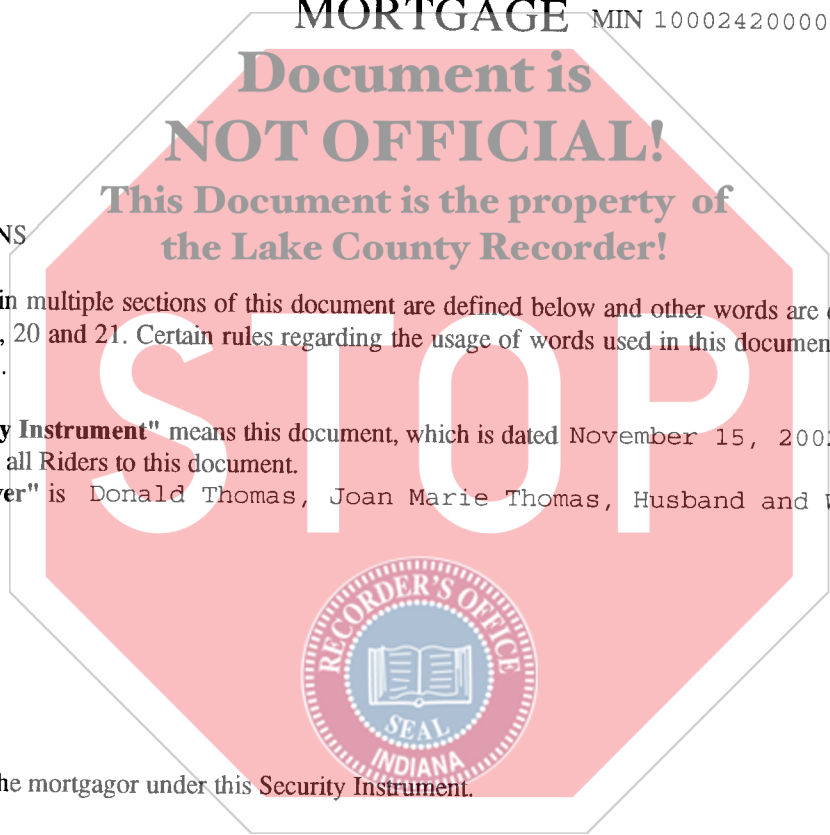 MORTGAGE MIN 10002420000
Document is
NOT OFFICIAL!
This Document is the property of
the Lake County Recorder!
NS
in multiple sections of this document are defined below and other words are
, 20 and 21. Certain rules regarding the usage of words used in this documen
.
y Instrument" means this document, which is dated November 15, 200
all Riders to this document.
er" is Donald Thomas, Joan Marie Thomas, Husband and
STOP
RECORDER'S OFFICE
SEAL
INDIANA
he mortgagor under this Security Instrument.